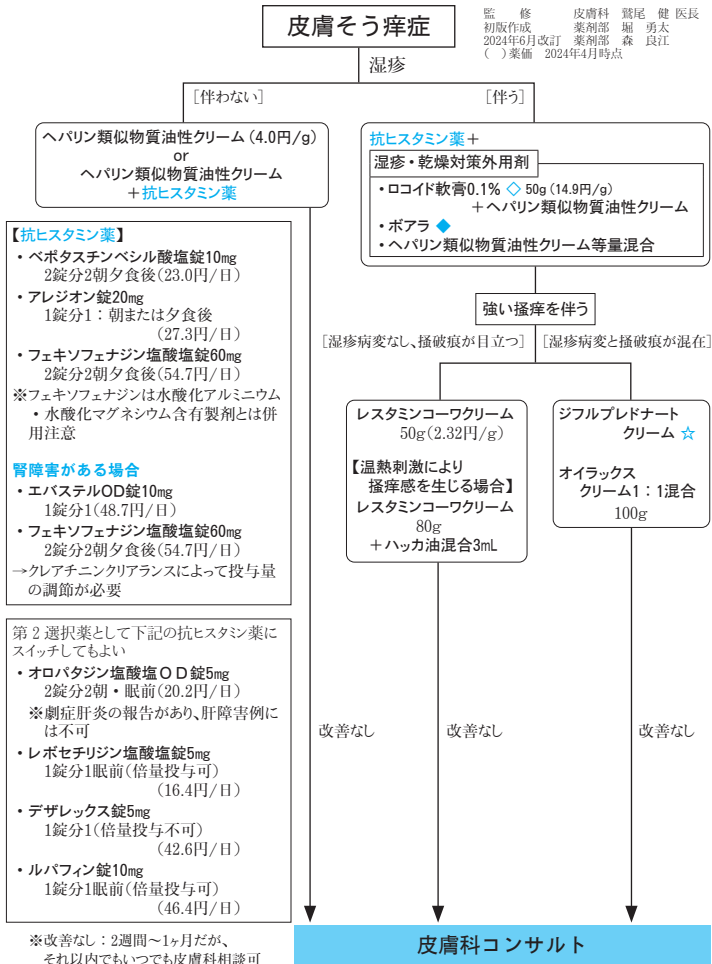 皮膚そう痒症
監　修　　皮膚科　鷲尾　健 医長
初版作成　　薬剤部　堀　勇太
2024年6月改訂　薬剤部　森　良江
(　)薬価　2024年4月時点
湿疹
[伴わない]
[伴う]
ヘパリン類似物質油性クリーム(4.0円/g)
or
ヘパリン類似物質油性クリーム
＋抗ヒスタミン薬
抗ヒスタミン薬＋
湿疹・乾燥対策外用剤
・ロコイド軟膏0.1% ◇ 50g(14.9円/g)
＋ヘパリン類似物質油性クリーム
・ボアラ ◆
・ヘパリン類似物質油性クリーム等量混合
【抗ヒスタミン薬】
・ベポタスチンベシル酸塩錠10mg
2錠分2朝夕食後(23.0円/日)
・アレジオン錠20mg
1錠分1：朝または夕食後
(27.3円/日)
・フェキソフェナジン塩酸塩錠60mg
2錠分2朝夕食後(54.7円/日)
※フェキソフェナジンは水酸化アルミニウム
・水酸化マグネシウム含有製剤とは併
用注意
腎障害がある場合
・エバステルOD錠10mg
1錠分1(48.7円/日)
・フェキソフェナジン塩酸塩錠60mg
2錠分2朝夕食後(54.7円/日)
→クレアチニンクリアランスによって投与量
の調節が必要
強い掻痒を伴う
[湿疹病変なし、掻破痕が目立つ]
[湿疹病変と掻破痕が混在]
レスタミンコーワクリーム
50g(2.32円/g)
【温熱刺激により
掻痒感を生じる場合】
レスタミンコーワクリーム
80g
＋ハッカ油混合3mL
ジフルプレドナート
クリーム ☆
オイラックス
クリーム1：1混合
100g
第2選択薬として下記の抗ヒスタミン薬に
スイッチしてもよい
・オロパタジン塩酸塩ＯＤ錠5mg
2錠分2朝・眠前(20.2円/日)
※劇症肝炎の報告があり、肝障害例に
は不可
・レボセチリジン塩酸塩錠5mg
1錠分1眠前(倍量投与可)
(16.4円/日)
・デザレックス錠5mg
1錠分1(倍量投与不可)
(42.6円/日)
・ルパフィン錠10mg
1錠分1眠前(倍量投与可)
(46.4円/日)
改善なし
改善なし
改善なし
皮膚科コンサルト
※改善なし：2週間～1ヶ月だが、
それ以内でもいつでも皮膚科相談可